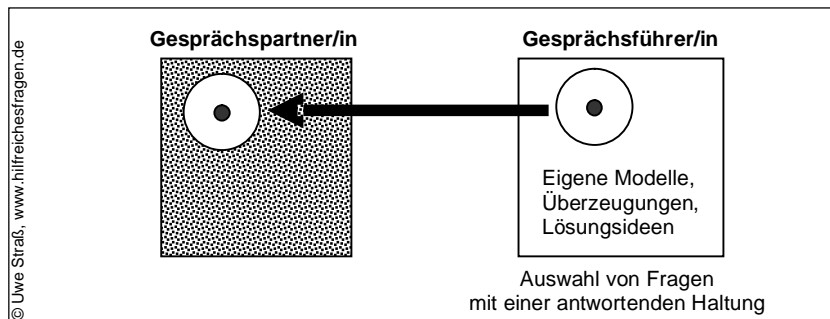 © Uwe Straß, www.hilfreichesfragen.de
Gesprächspartner/in
Gesprächsführer/in
Eigene Modelle,
Überzeugungen,
Lösungsideen
Auswahl von Fragen
mit einer antwortenden Haltung